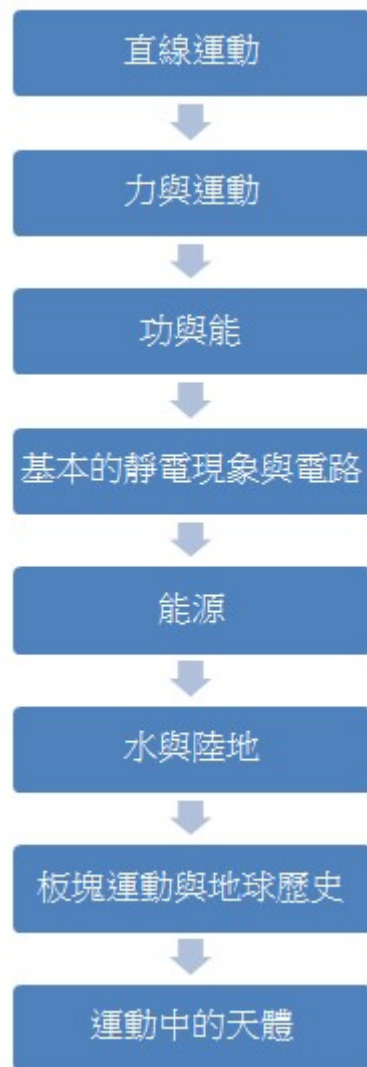 直線運動
力與運動
功與能
基本的靜電現象與電路
能源
水與陸地
板塊運動與地球歷史
運動中的天體